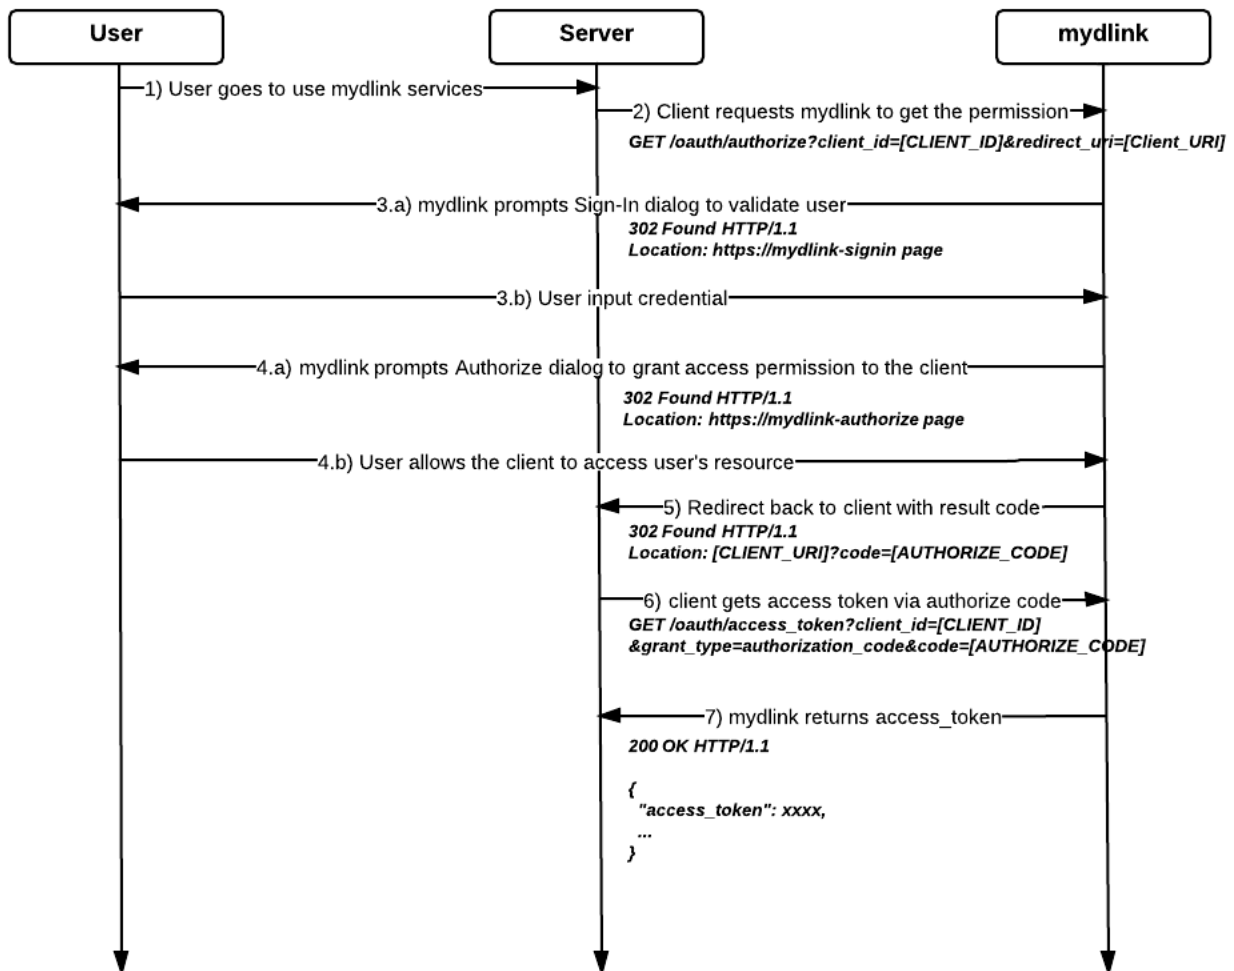 User
Server
mydlink
1) User goes to use mydlink services
2) Client requests mydlink to get the permission
GET /oauth/authorize?client_id=[CLIENT_ID]&redirect_uri=[Client_URI]
3.a) mydlink prompts Sign-In dialog to validate user
302 Found HTTP/1.1
Location: https://mydlink-signin page
3.b) User input credential
4.a) mydlink prompts Authorize dialog to grant access permission to the client
302 Found HTTP/1.1
Location: https://mydlink-authorize page
4.b) User allows the client to access user's resource
5) Redirect back to client with result code
302 Found HTTP/1.1
Location: [CLIENT_URI]?code=[AUTHORIZE_CODE]
6) client gets access token via authorize code
GET /oauth/access_token?client_id=[CLIENT_ID]
&grant_type=authorization_code&code=[AUTHORIZE_CODE]
7) mydlink returns access_token
200 OK HTTP/1.1
{
"access_token": xxxx,
...
}